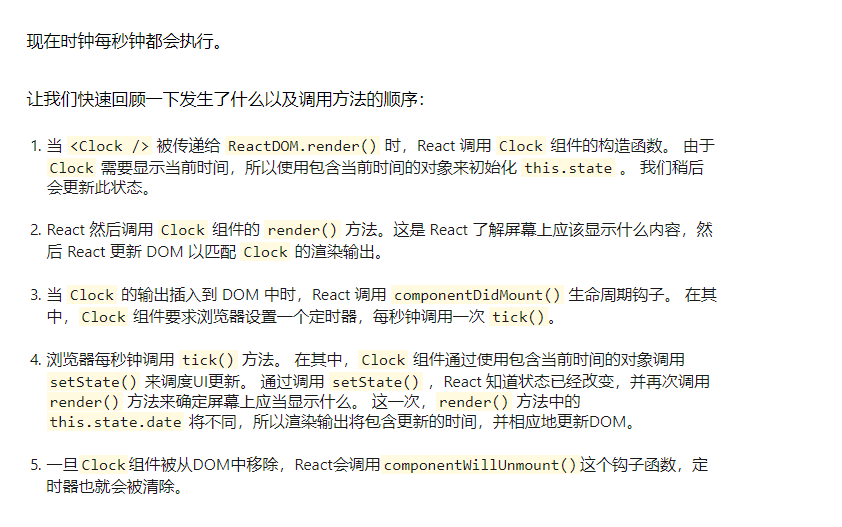 现在时钟每秒钟都会执行。
让我们快速回顾一下发生了什么以及调用方法的顺序：
1. 当 <Clock /> 被传递给 ReactDOM.render() 时，React 调用 Clock 组件的构造函数。 由于
Clock 需要显示当前时间，所以使用包含当前时间的对象来初始化 this.state 。 我们稍后
会更新此状态。
2. React 然后调用 Clock 组件的 render() 方法。这是 React 了解屏幕上应该显示什么内容，然
后 React 更新 DOM 以匹配 Clock 的渲染输出。
3. 当 Clock 的输出插入到 DOM 中时，React 调用 componentDidMount() 生命周期钩子。 在其
中，Clock 组件要求浏览器设置一个定时器，每秒钟调用一次 tick()。
4. 浏览器每秒钟调用 tick() 方法。 在其中，Clock 组件通过使用包含当前时间的对象调用
setState() 来调度UI更新。 通过调用 setState() ，React 知道状态已经改变，并再次调用
render() 方法来确定屏幕上应当显示什么。 这一次，render() 方法中的
this.state.date 将不同，所以渲染输出将包含更新的时间，并相应地更新DOM。
5. 一旦Clock组件被从DOM中移除，React会调用componentWillUnmount()这个钩子函数，定
时器也就会被清除。